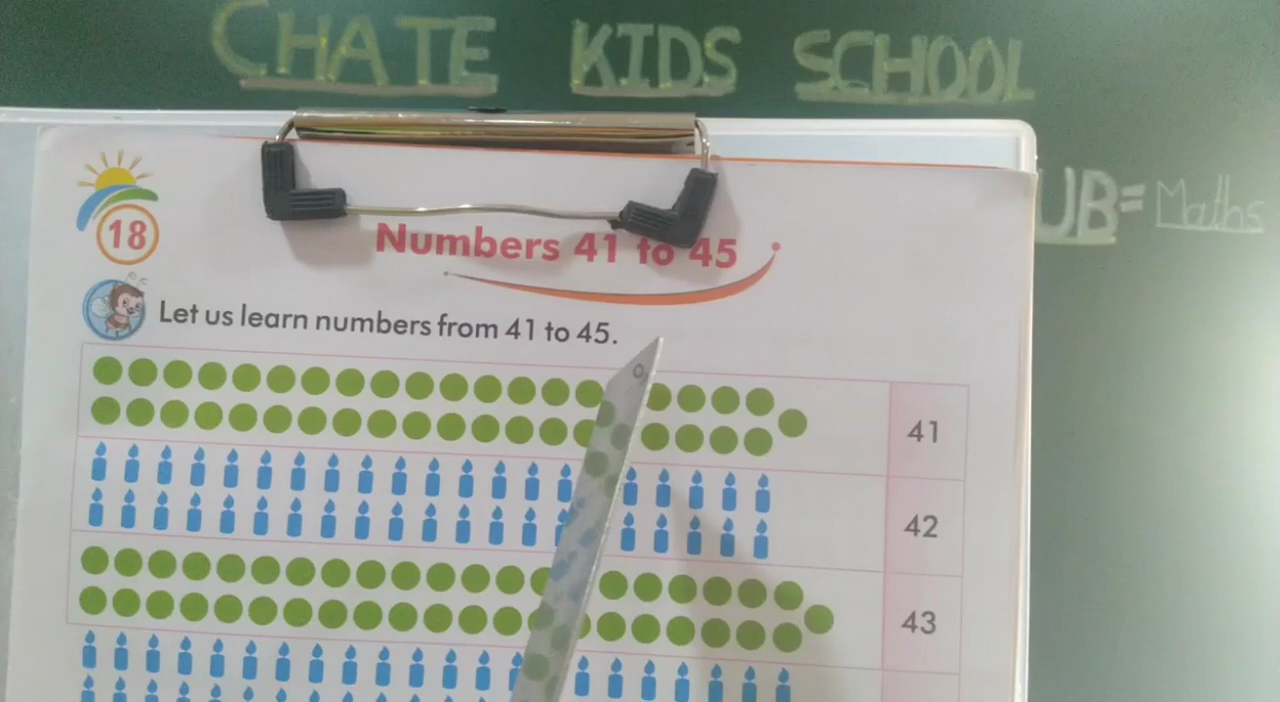 CHATE KIDS SCHOOL
UB = Maths
18
Numbers 41 to 45
Let us learn numbers from 41 to 45.
41
42
43